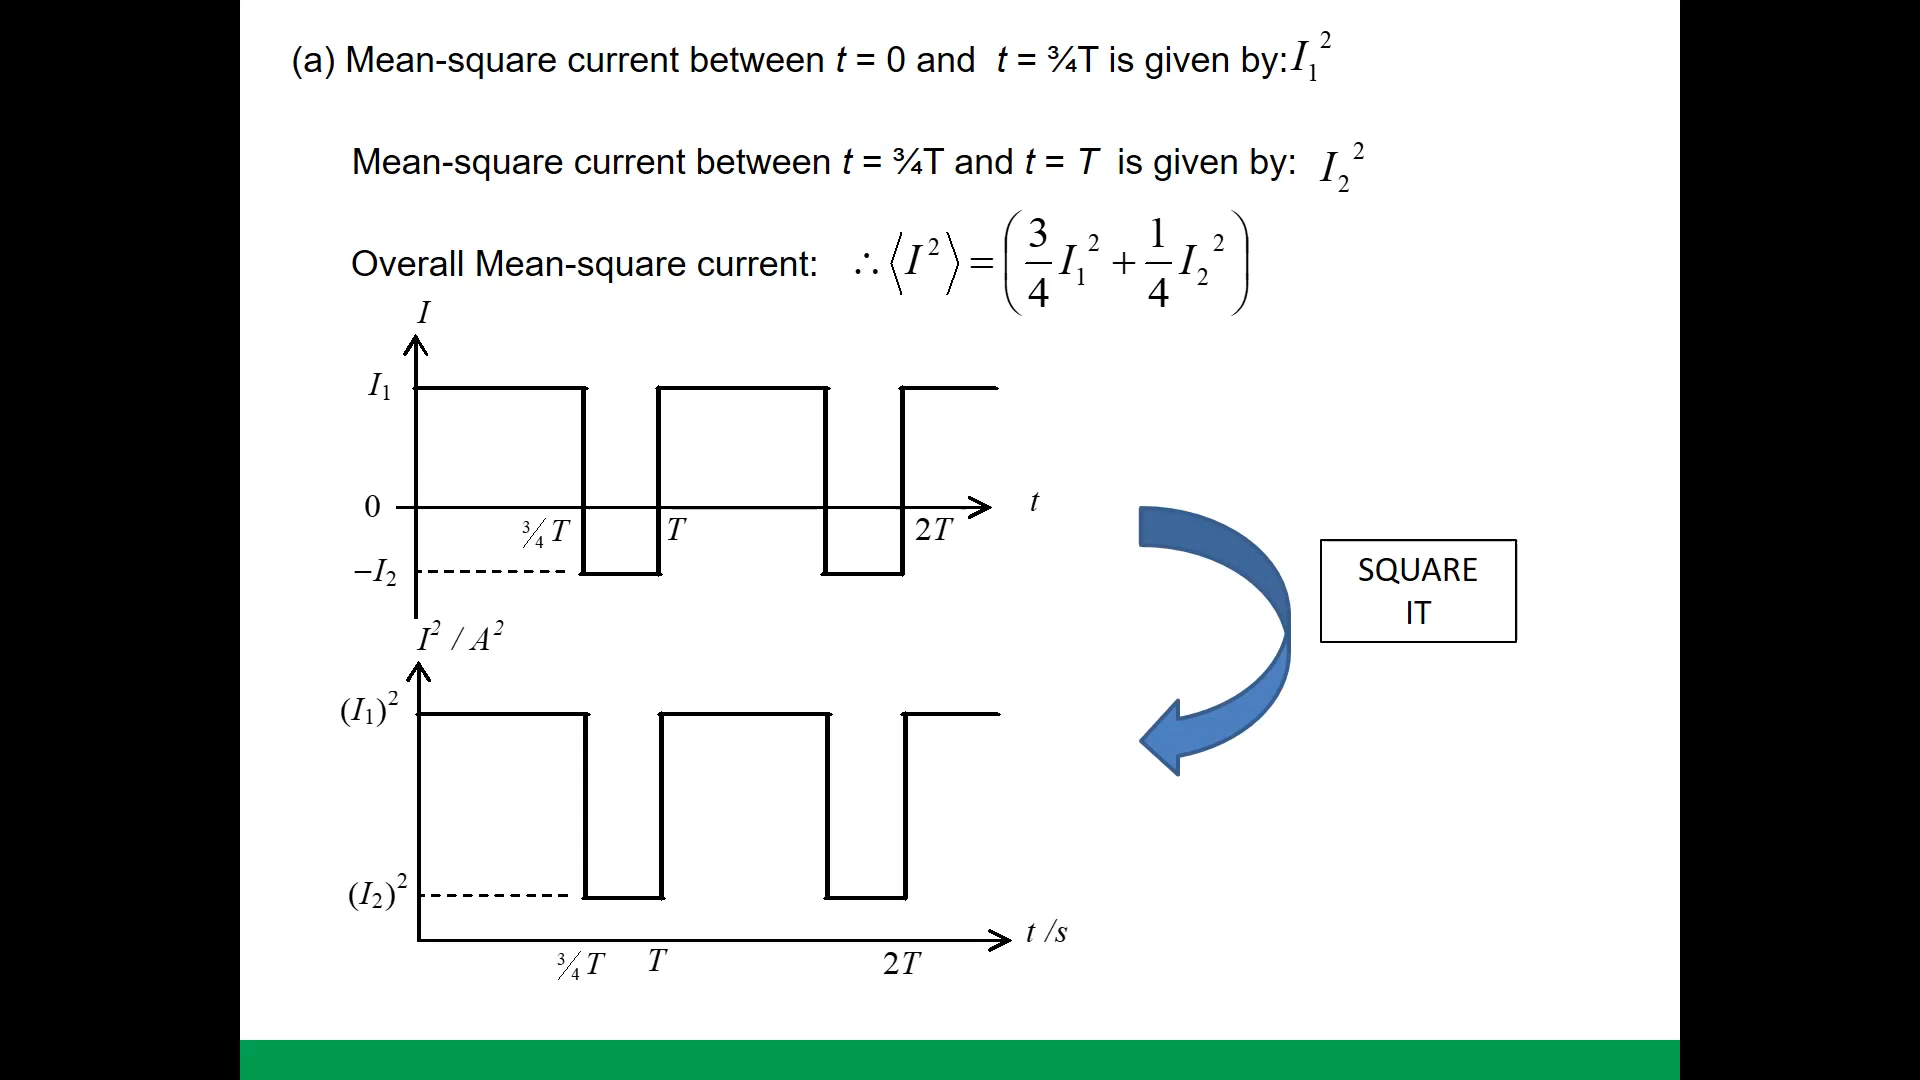 (a) Mean-square current between t = 0 and t = ¾T is given by: I₁²
Mean-square current between t = ¾T and t = T is given by: I₂²
Overall Mean-square current: ∴⟨I²⟩ = (3/4 I₁² + 1/4 I₂²)
I
I₁
0
t
¾T
T
2T
−I₂
SQUARE
IT
I² / A²
(I₁)²
(I₂)²
t /s
¾T
T
2T